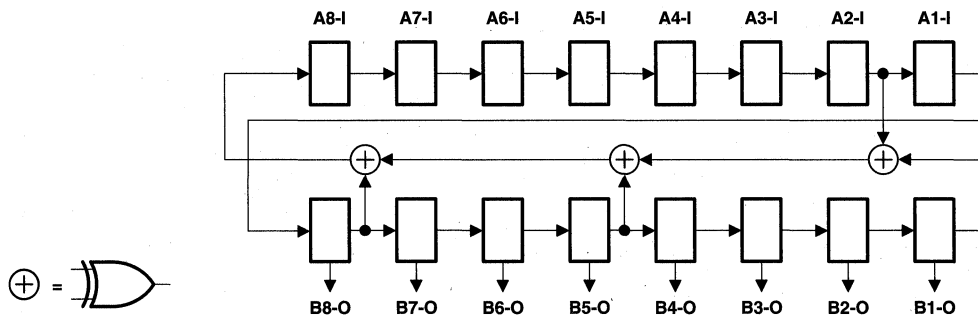 A8-I A7-I A6-I A5-I A4-I A3-I A2-I A1-I
=
B8-O B7-O B6-O B5-O B4-O B3-O B2-O B1-O